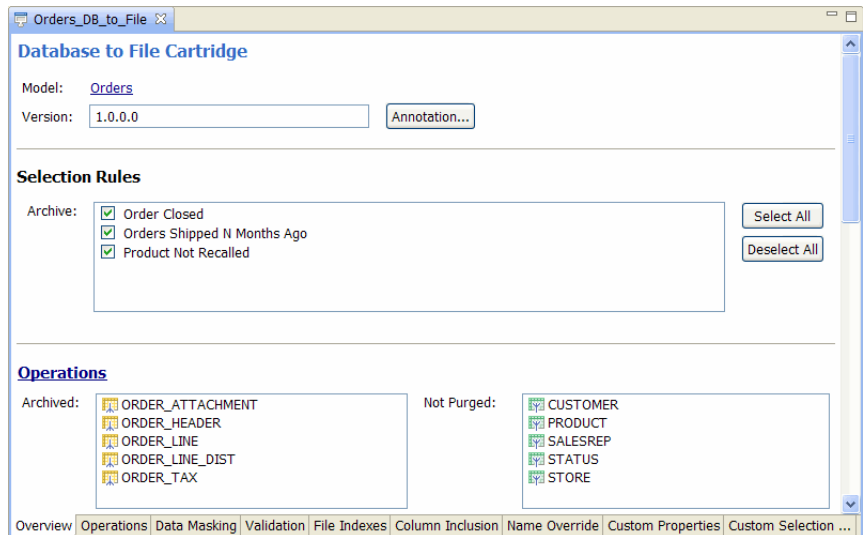 Orders_DB_to_File
Database to File Cartridge
Model: Orders
Version: 1.0.0.0 Annotation...
Selection Rules
Archive: Order Closed Select All
Orders Shipped N Months Ago
Product Not Recalled Deselect All
Operations
Archived: ORDER_ATTACHMENT Not Purged: CUSTOMER
ORDER_HEADER PRODUCT
ORDER_LINE SALESREP
ORDER_LINE_DIST STATUS
ORDER_TAX STORE
Overview Operations Data Masking Validation File Indexes Column Inclusion Name Override Custom Properties Custom Selection ...